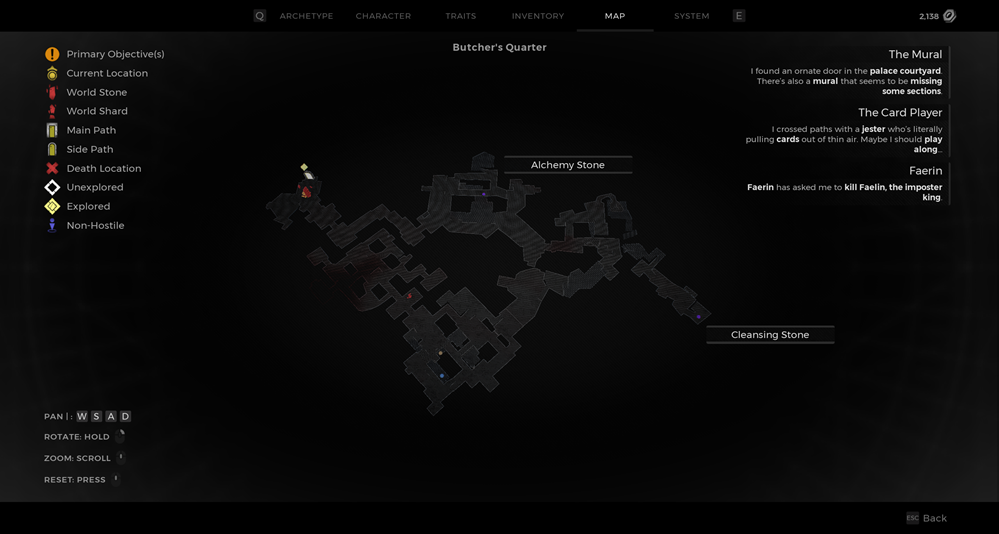 Q ARCHETYPE CHARACTER TRAITS INVENTORY MAP SYSTEM E 2,138
Butcher's Quarter
Primary Objective(s)
Current Location
World Stone
World Shard
Main Path
Side Path
Death Location
Unexplored
Explored
Non-Hostile
The Mural
I found an ornate door in the palace courtyard.
There's also a mural that seems to be missing
some sections.
The Card Player
I crossed paths with a jester who's literally
pulling cards out of thin air. Maybe I should play
along...
Faerin
Faerin has asked me to kill Faelin, the imposter
king.
Alchemy Stone
Cleansing Stone
PAN | : W S A D
ROTATE: HOLD
ZOOM: SCROLL
RESET: PRESS
ESC Back